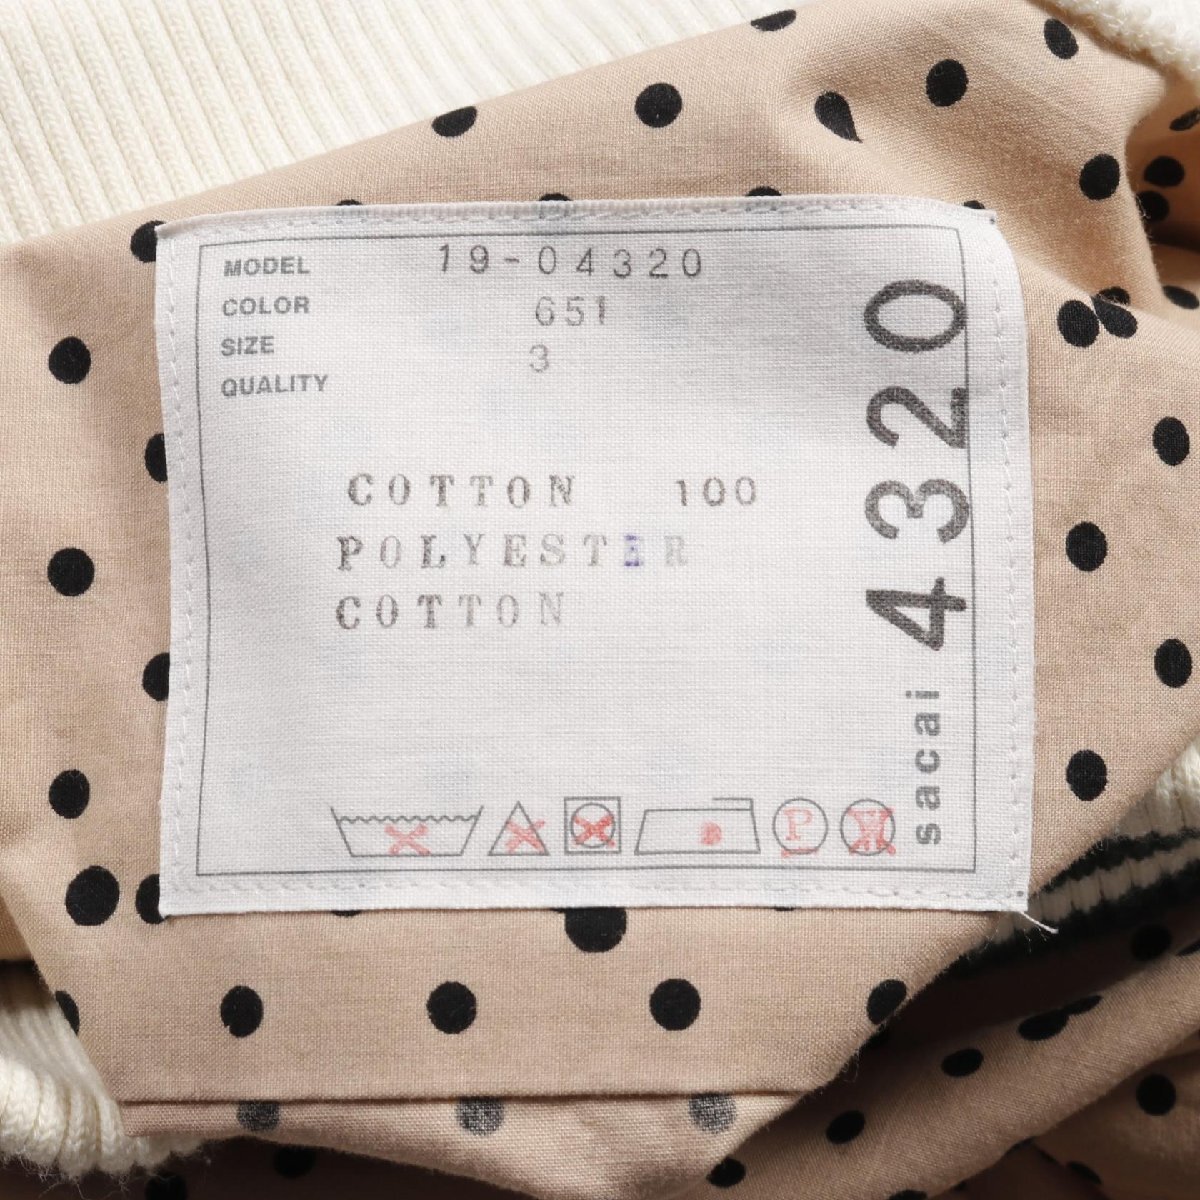 MODEL 19-04320
COLOR 651
SIZE 3
QUALITY
COTTON 100
POLYESTER
COTTON
P
W
sacai 4320